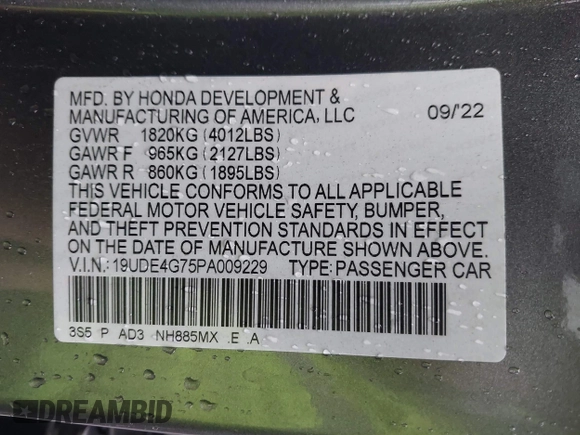 MFD. BY HONDA DEVELOPMENT &
MANUFACTURING OF AMERICA, LLC 09/'22
GVWR 1820KG (4012LBS)
GAWR F 965KG (2127LBS)
GAWR R 860KG (1895LBS)
THIS VEHICLE CONFORMS TO ALL APPLICABLE
FEDERAL MOTOR VEHICLE SAFETY, BUMPER,
AND THEFT PREVENTION STANDARDS IN EFFECT
ON THE DATE OF MANUFACTURE SHOWN ABOVE.
V.I.N.: 19UDE4G75PA009229 TYPE: PASSENGER CAR
3S5 P AD3 NH885MX .E .A
DREAMBID